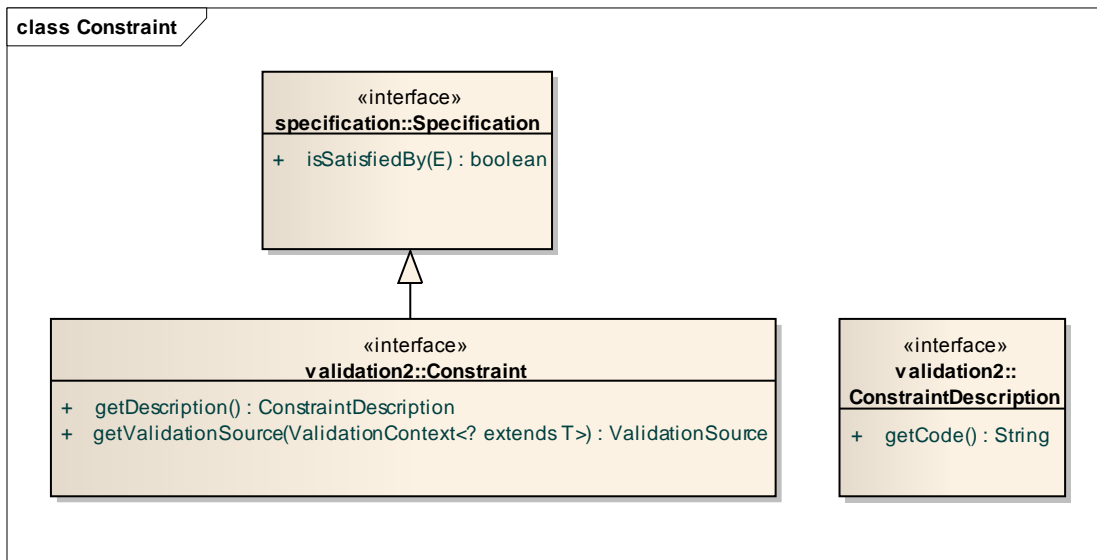 class Constraint
«interface»
specification::Specification
+ isSatisfiedBy(E) : boolean
«interface»
validation2::Constraint
+ getDescription() : ConstraintDescription
+ getValidationSource(ValidationContext<? extends T>) : ValidationSource
«interface»
validation2::
ConstraintDescription
+ getCode() : String